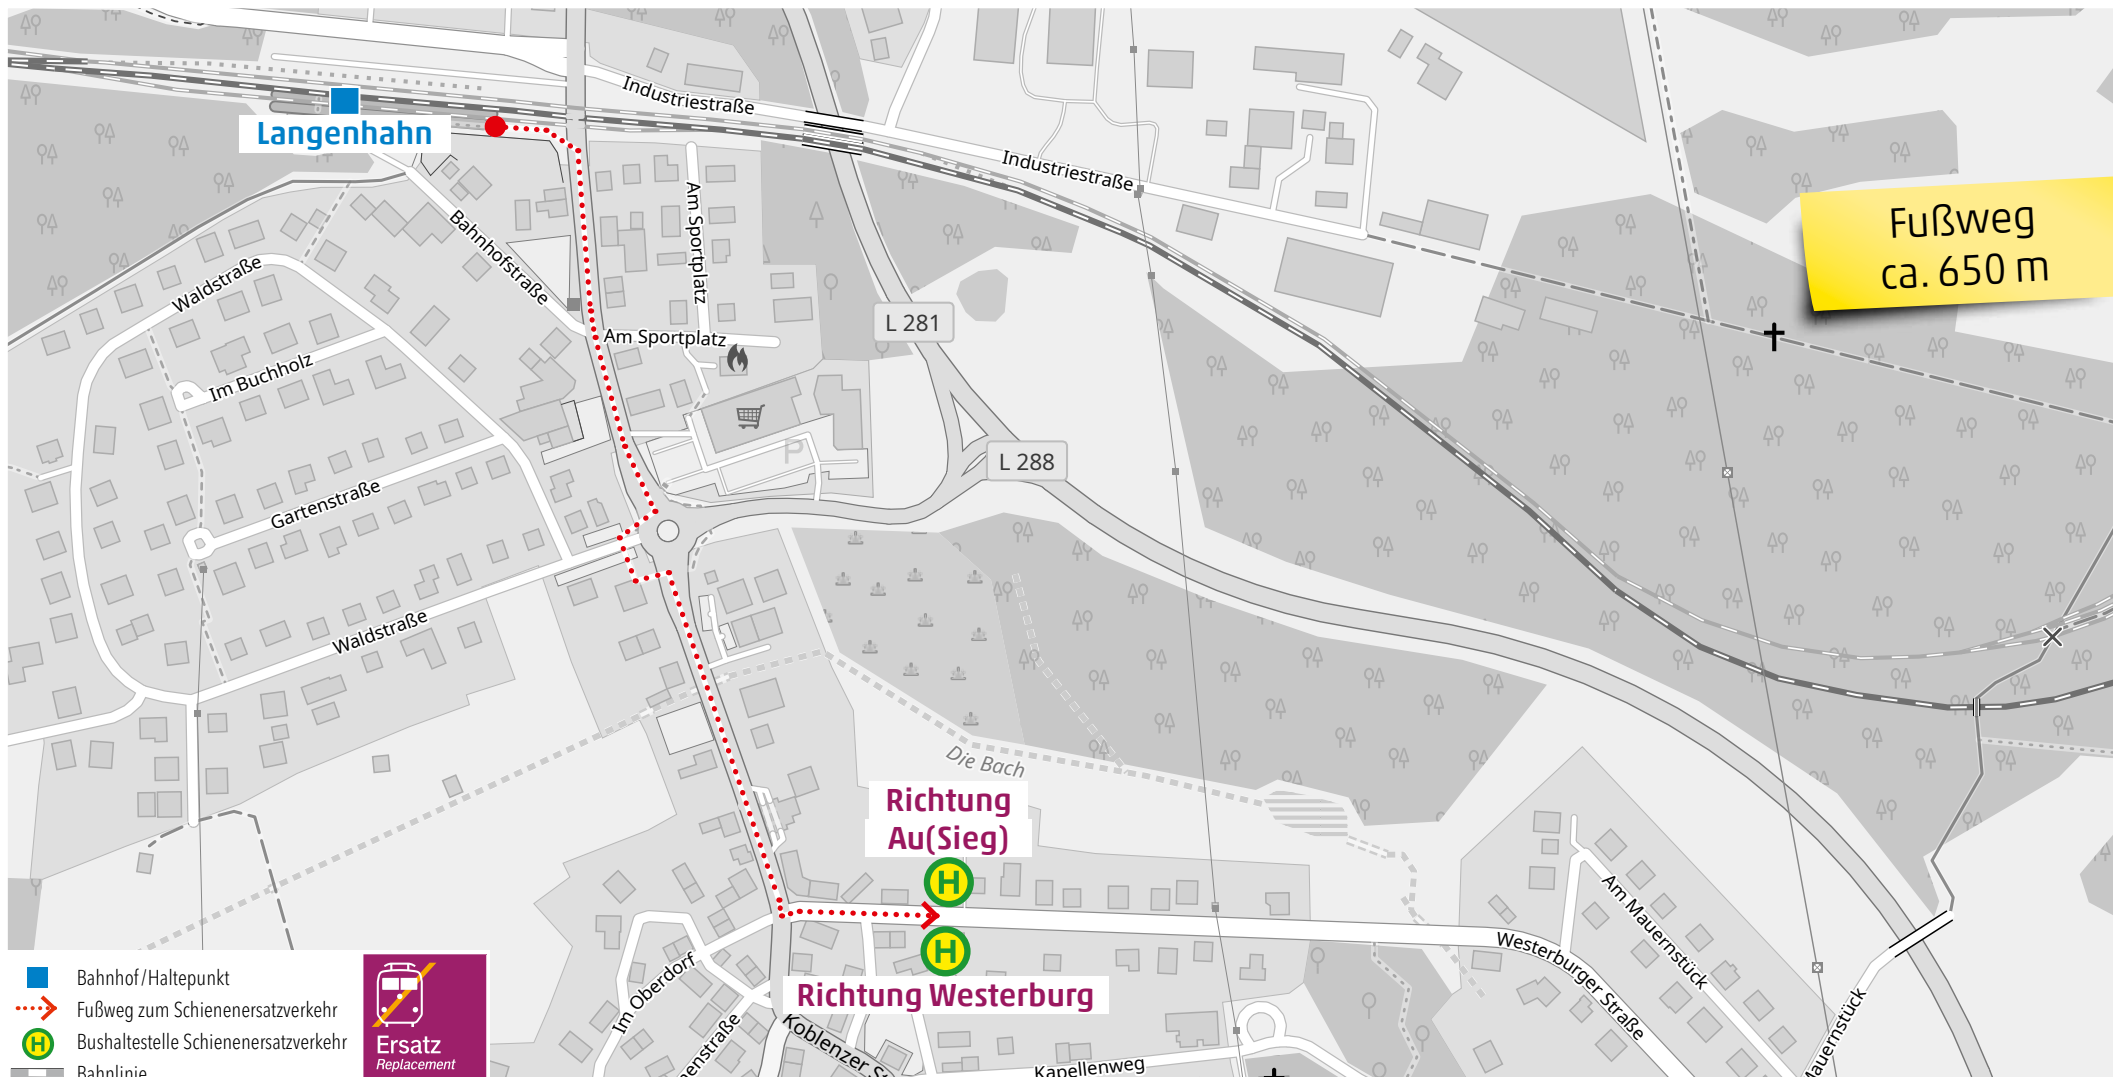 Industriestraße
Langenhahn
Industriestraße
Am Sportplatz
Bahnhofstraße
Fußweg
ca. 650 m
Waldstraße
L 281
Am Sportplatz
Im Buchholz
P
L 288
Gartenstraße
Waldstraße
Die Bach
Richtung
Au(Sieg)
H
Am Mauernstück
H
Westerburger Straße
Richtung Westerburg
Im Oberdorf
Koblenzer St
Kapellenweg
Bahnhof/Haltepunkt
Fußweg zum Schienenersatzverkehr
H Bushaltestelle Schienenersatzverkehr
Bahnlinie
Ersatz
Replacement